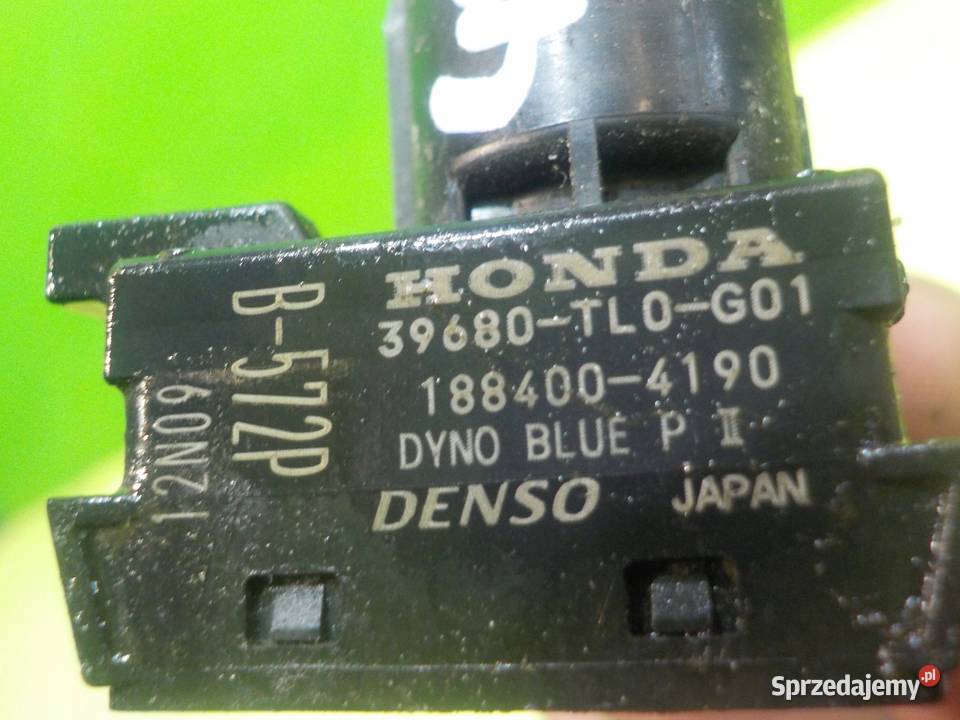 HONDA
39680-TL0-G01
188400-4190
DYNO BLUE P II
DENSO JAPAN
B-572P
12N09
Sprzedajemy.pl